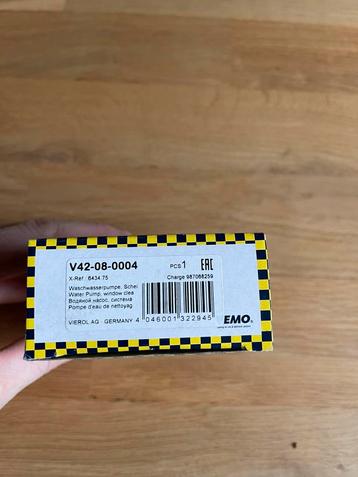 V42-08-0004
PCS 1 EAC
X-Ref.: 6434.75
Charge 987068259
Waschwasserpumpe, Schei
Water Pump, window clea
Водяной насос, система
Pompe d'eau de nettoyag
VIEROL AG · GERMANY
4 046001 322945
EMO